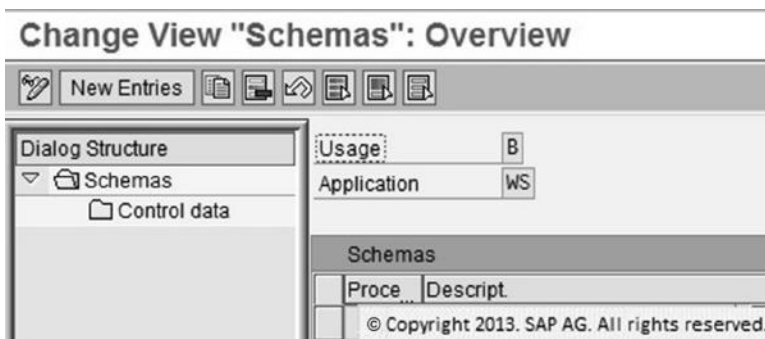 Change View "Schemas": Overview
New Entries
Dialog Structure
Schemas
Control data
Usage B
Application WS
Schemas
Proce... Descript.
© Copyright 2013. SAP AG. All rights reserved.